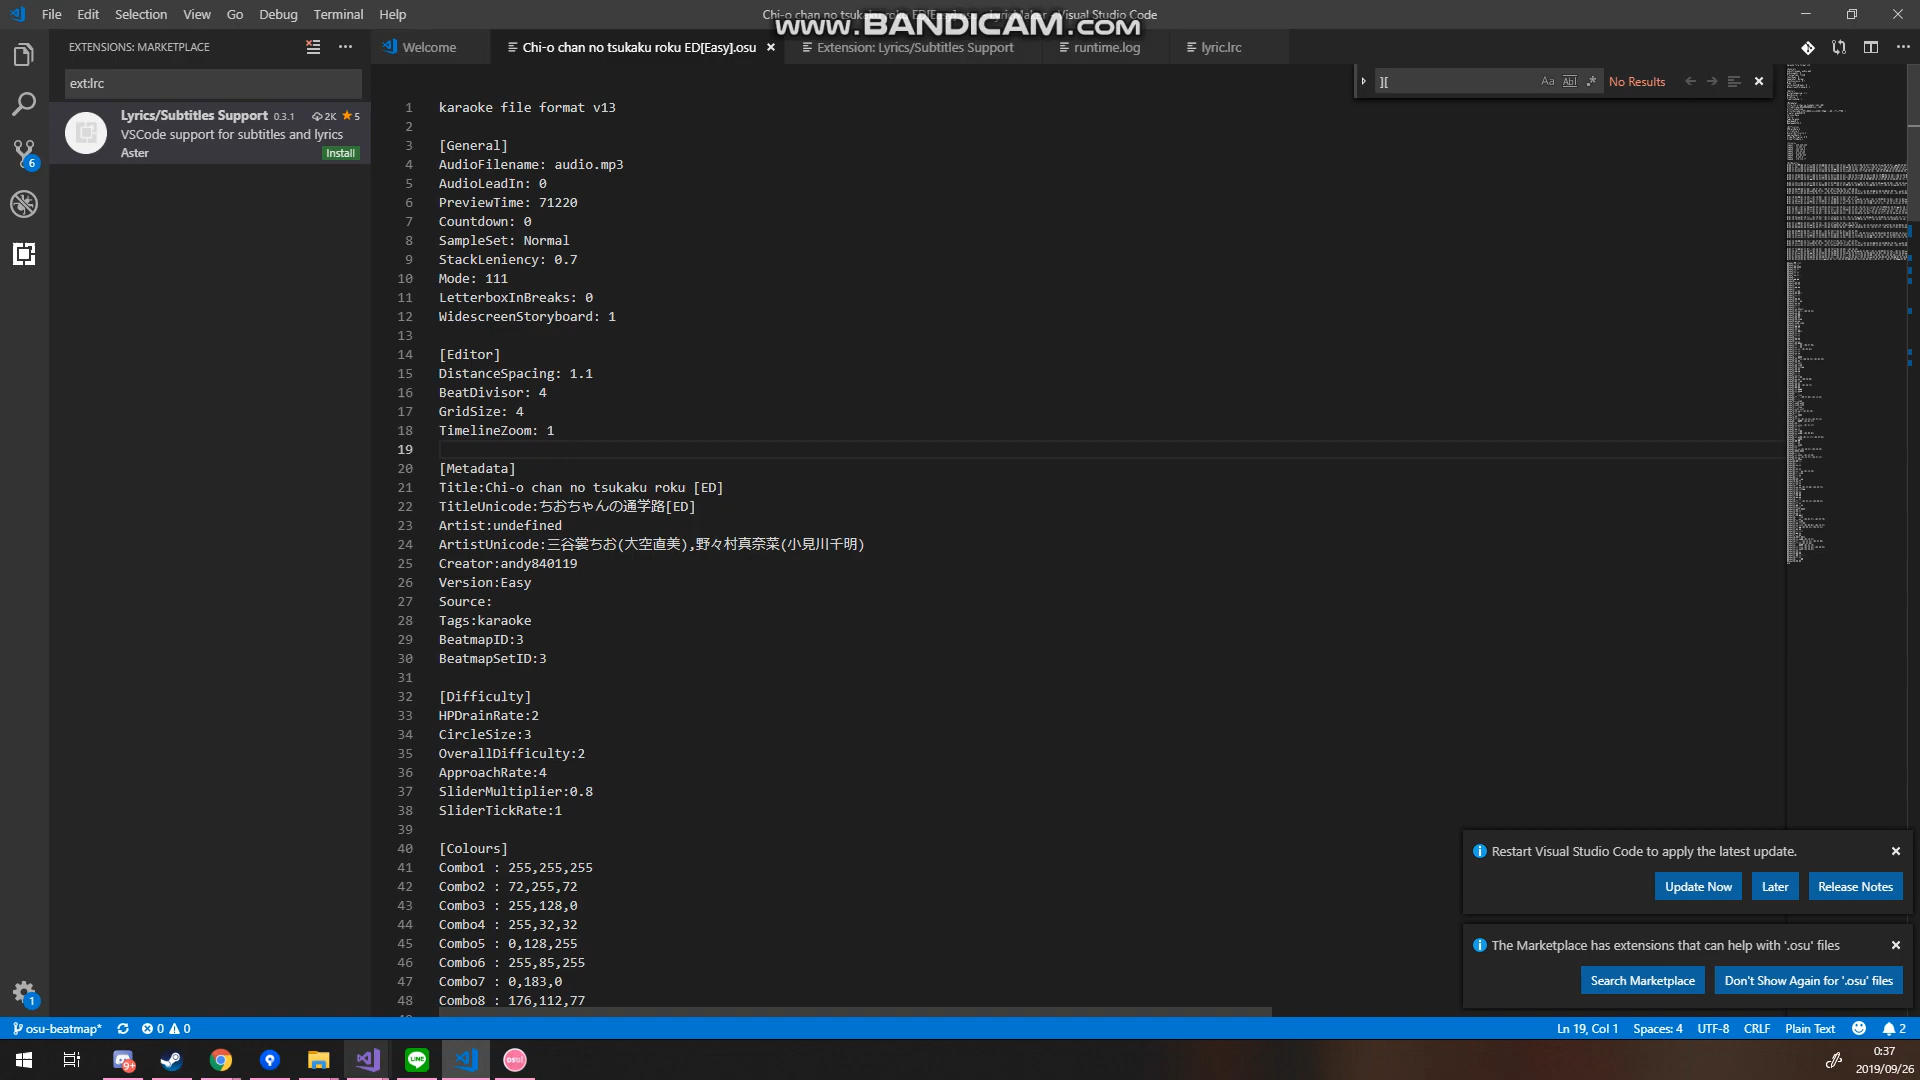 File Edit Selection View Go Debug Terminal Help
Visual Studio Code
www.BANDICAM.com
EXTENSIONS: MARKETPLACE
Welcome Chi-o chan no tsukaku roku ED[Easy].osu Extension: Lyrics/Subtitles Support runtime.log lyric.lrc
ext:lrc
][ Aa Abl .* No Results
Lyrics/Subtitles Support 0.3.1 2K 5
VSCode support for subtitles and lyrics
Aster Install
1 karaoke file format v13
2
3 [General]
4 AudioFilename: audio.mp3
5 AudioLeadIn: 0
6 PreviewTime: 71220
7 Countdown: 0
8 SampleSet: Normal
9 StackLeniency: 0.7
10 Mode: 111
11 LetterboxInBreaks: 0
12 WidescreenStoryboard: 1
13
14 [Editor]
15 DistanceSpacing: 1.1
16 BeatDivisor: 4
17 GridSize: 4
18 TimelineZoom: 1
19
20 [Metadata]
21 Title:Chi-o chan no tsukaku roku [ED]
22 TitleUnicode:ちおちゃんの通学路[ED]
23 Artist:undefined
24 ArtistUnicode:三谷裳ちお(大空直美),野々村真奈菜(小見川千明)
25 Creator:andy840119
26 Version:Easy
27 Source:
28 Tags:karaoke
29 BeatmapID:3
30 BeatmapSetID:3
31
32 [Difficulty]
33 HPDrainRate:2
34 CircleSize:3
35 OverallDifficulty:2
36 ApproachRate:4
37 SliderMultiplier:0.8
38 SliderTickRate:1
39
40 [Colours]
41 Combo1 : 255,255,255
42 Combo2 : 72,255,72
43 Combo3 : 255,128,0
44 Combo4 : 255,32,32
45 Combo5 : 0,128,255
46 Combo6 : 255,85,255
47 Combo7 : 0,183,0
48 Combo8 : 176,112,77
6
1
Restart Visual Studio Code to apply the latest update.
Update Now Later Release Notes
The Marketplace has extensions that can help with '.osu' files
Search Marketplace Don't Show Again for '.osu' files
osu-beatmap* 0 0 Ln 19, Col 1 Spaces: 4 UTF-8 CRLF Plain Text 2
9+ LINE osu!
0:37
2019/09/26